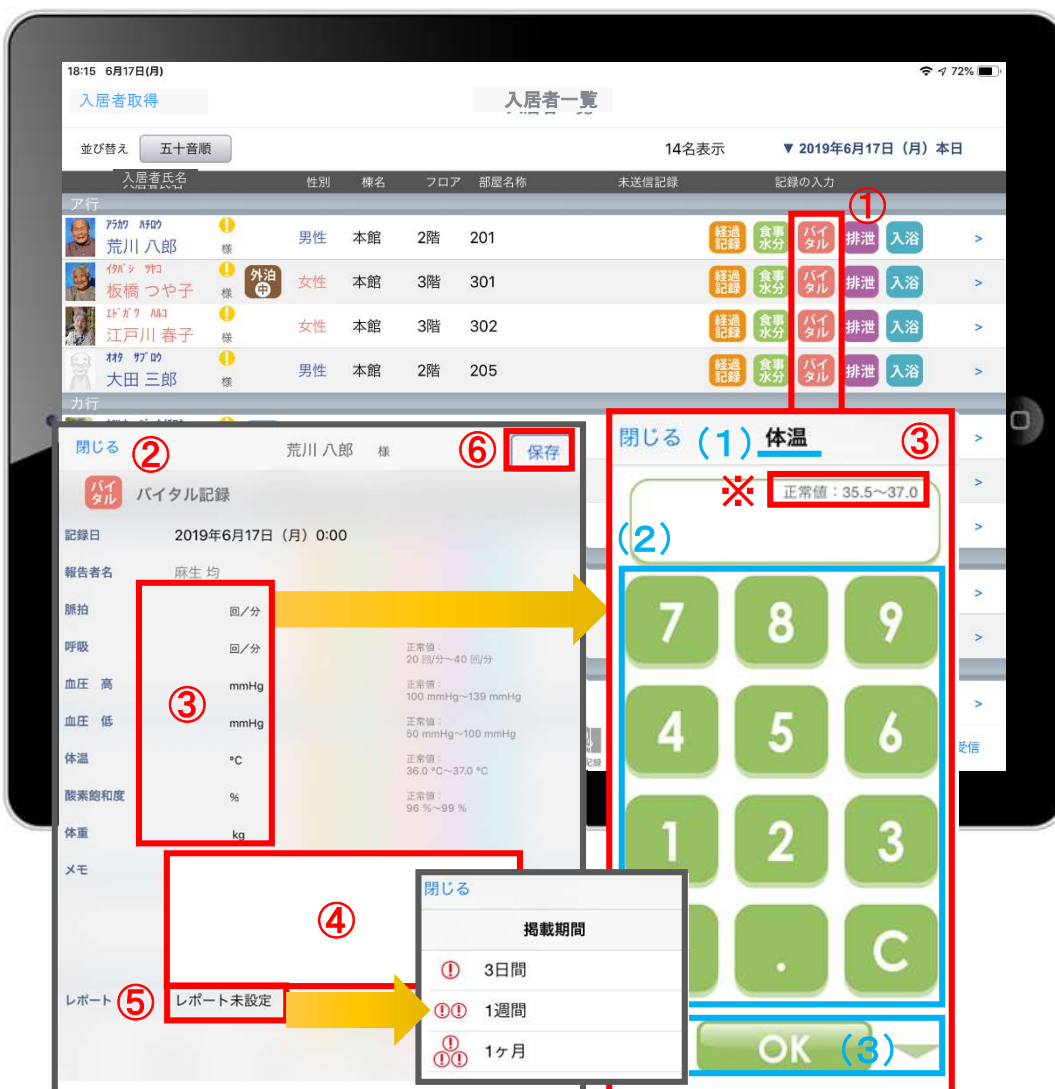 18:15 6月17日(月)
72%
入居者取得
入居者一覧
並び替え 五十音順
14名表示
▼ 2019年6月17日（月）本日
入居者氏名 性別 棟名 フロア 部屋名称 未送信記録 記録の入力
①
ア行
ｱﾗｶﾜ ﾊﾁﾛｳ
荒川 八郎 様 男性 本館 2階 201 経過記録 食事水分 バイタル 排泄 入浴 >
ｲﾀﾊﾞｼ ﾂﾔｺ
板橋 つや子 様 外泊中 女性 本館 3階 301 経過記録 食事水分 バイタル 排泄 入浴 >
ｴﾄﾞｶﾞﾜ ﾊﾙｺ
江戸川 春子 様 女性 本館 3階 302 経過記録 食事水分 バイタル 排泄 入浴 >
ｵｵﾀ ｻﾌﾞﾛｳ
大田 三郎 様 男性 本館 2階 205 経過記録 食事水分 バイタル 排泄 入浴 >
カ行
閉じる ② 荒川 八郎 様 ⑥ 保存
バイタル バイタル記録
記録日 2019年6月17日（月）0:00
報告者名 麻生 均
脈拍 回／分
呼吸 回／分 正常値：
20 回/分～40 回/分
血圧 高 mmHg 正常値：
100 mmHg～139 mmHg
③
血圧 低 mmHg 正常値：
50 mmHg～100 mmHg
体温 °C 正常値：
36.0 °C～37.0 °C
酸素飽和度 % 正常値：
96 %～99 %
体重 kg
メモ
④
レポート ⑤ レポート未設定
閉じる
掲載期間
3日間
1週間
1ヶ月
閉じる （1） 体温 ③
※ 正常値：35.5～37.0
（2）
7 8 9
4 5 6
1 2 3
. C
OK （3）
受信